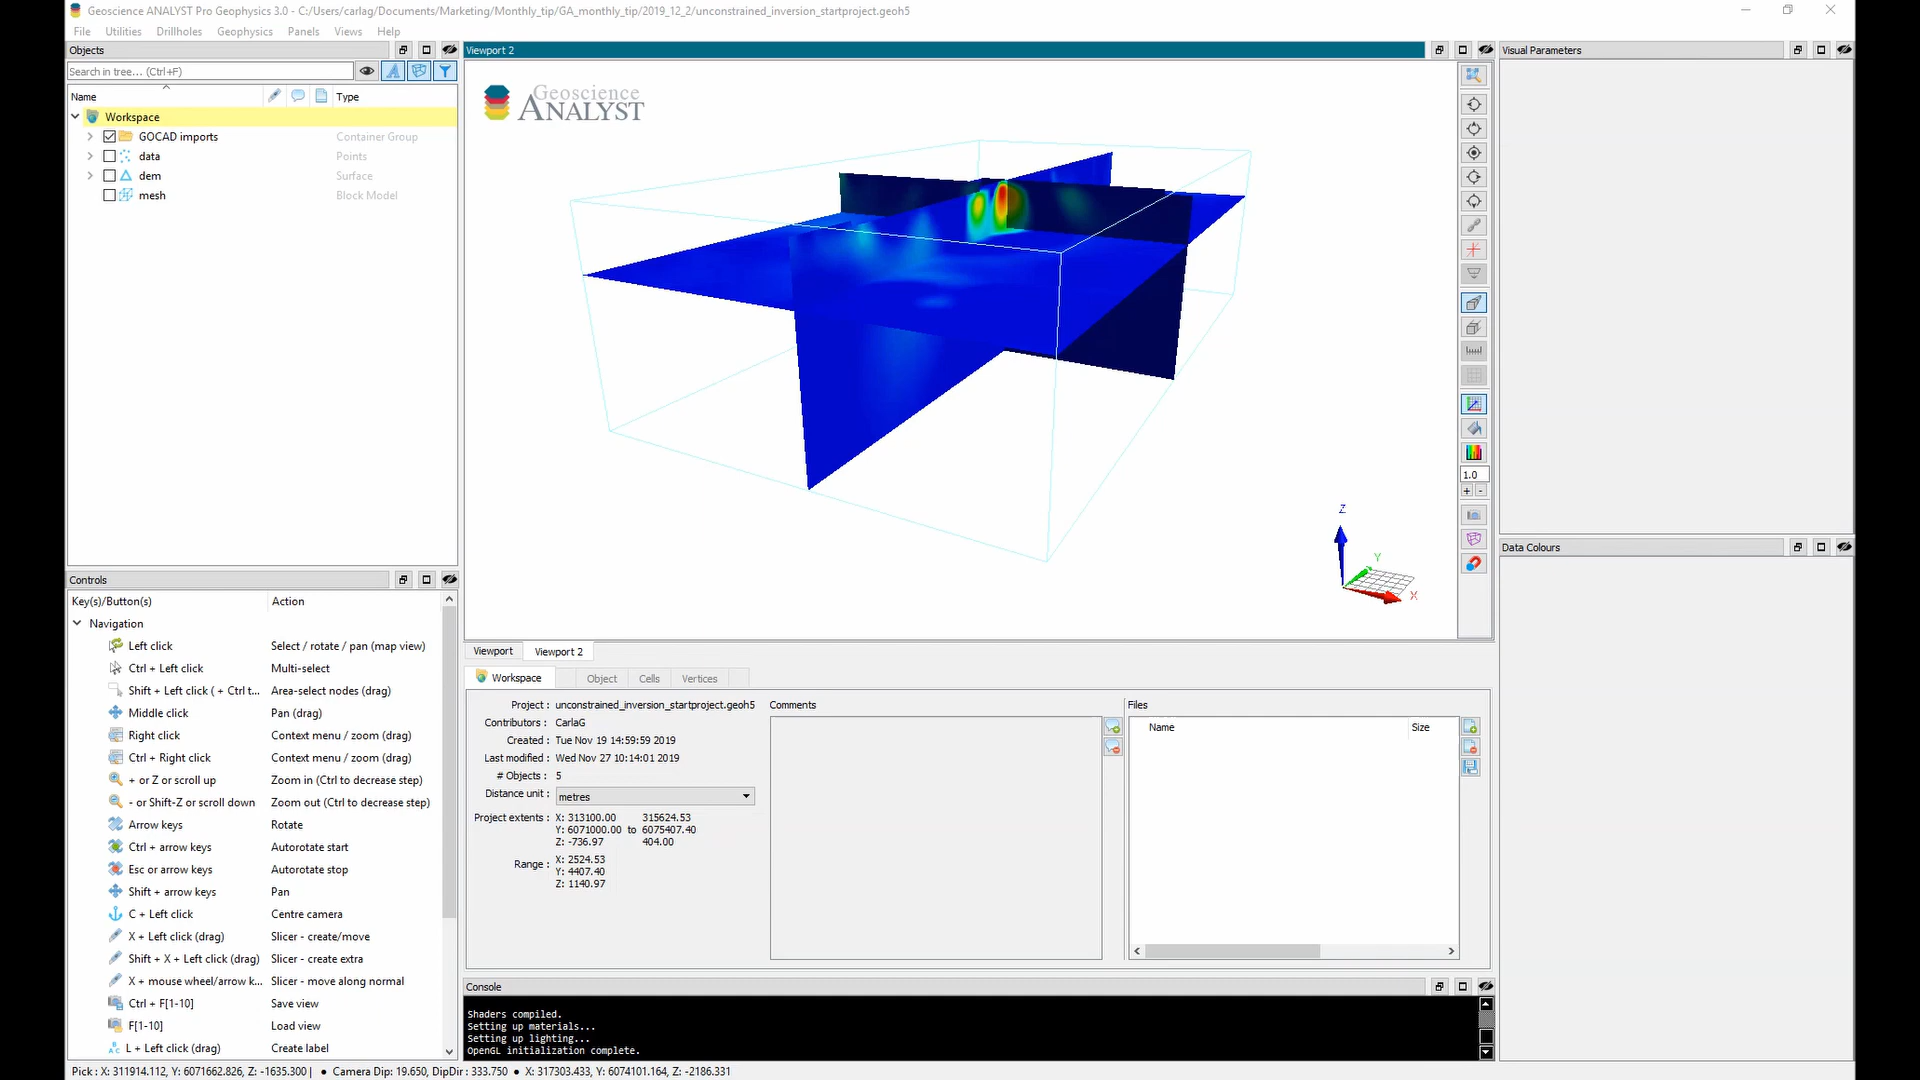 Geoscience ANALYST Pro Geophysics 3.0 - C:/Users/carlag/Documents/Marketing/Monthly_tip/GA_monthly_tip/2019_12_2/unconstrained_inversion_startproject.geoh5
File Utilities Drillholes Geophysics Panels Views Help
Objects
Search in tree... (Ctrl+F)
Name Type
Workspace
GOCAD imports Container Group
data Points
dem Surface
mesh Block Model
Controls
Key(s)/Button(s) Action
Navigation
Left click Select / rotate / pan (map view)
Ctrl + Left click Multi-select
Shift + Left click ( + Ctrl t... Area-select nodes (drag)
Middle click Pan (drag)
Right click Context menu / zoom (drag)
Ctrl + Right click Context menu / zoom (drag)
+ or Z or scroll up Zoom in (Ctrl to decrease step)
- or Shift-Z or scroll down Zoom out (Ctrl to decrease step)
Arrow keys Rotate
Ctrl + arrow keys Autorotate start
Esc or arrow keys Autorotate stop
Shift + arrow keys Pan
C + Left click Centre camera
X + Left click (drag) Slicer - create/move
Shift + X + Left click (drag) Slicer - create extra
X + mouse wheel/arrow k... Slicer - move along normal
Ctrl + F[1-10] Save view
F[1-10] Load view
L + Left click (drag) Create label
Viewport 2
Geoscience
ANALYST
Z
Y
X
1.0
+ -
Viewport Viewport 2
Workspace Object Cells Vertices
Project : unconstrained_inversion_startproject.geoh5
Contributors : CarlaG
Created : Tue Nov 19 14:59:59 2019
Last modified : Wed Nov 27 10:14:01 2019
# Objects : 5
Distance unit : metres
Project extents : X: 313100.00 315624.53
Y: 6071000.00 to 6075407.40
Z: -736.97 404.00
Range : X: 2524.53
Y: 4407.40
Z: 1140.97
Comments
Files
Name Size
Console
Shaders compiled.
Setting up materials...
Setting up lighting...
OpenGL initialization complete.
Visual Parameters
Data Colours
Pick : X: 311914.112, Y: 6071662.826, Z: -1635.300 | ● Camera Dip: 19.650, DipDir : 333.750 ● X: 317303.433, Y: 6074101.164, Z: -2186.331